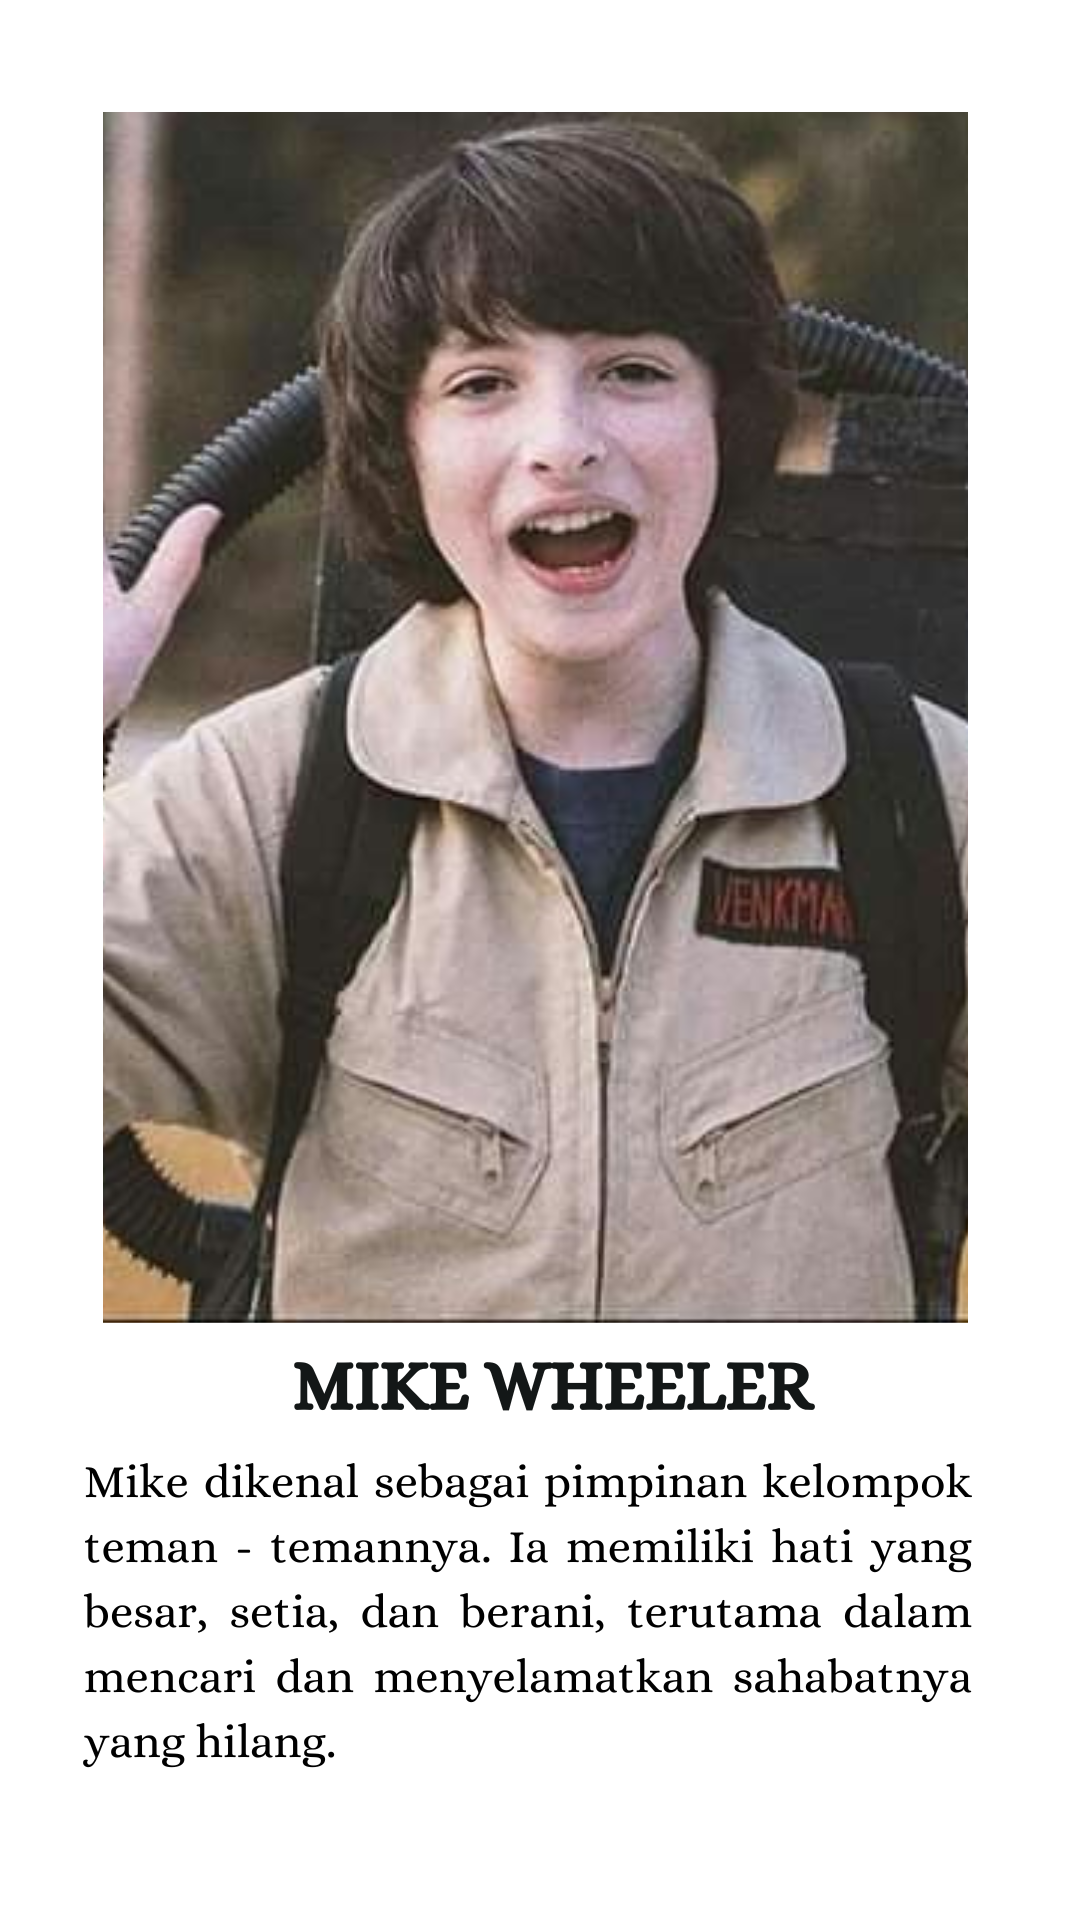 VENKMAN
MIKE WHEELER
Mike dikenal sebagai pimpinan kelompok
teman - temannya. Ia memiliki hati yang
besar, setia, dan berani, terutama dalam
mencari dan menyelamatkan sahabatnya
yang hilang.